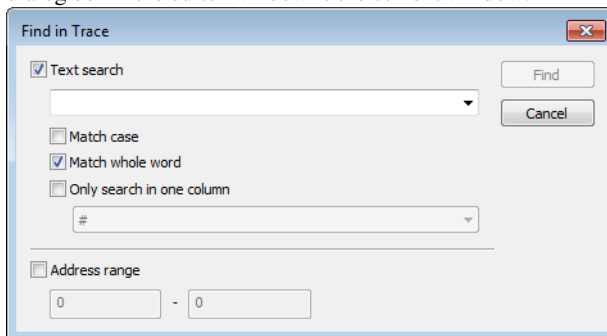 Find in Trace
Text search
Find
Cancel
Match case
Match whole word
Only search in one column
#
Address range
0 - 0